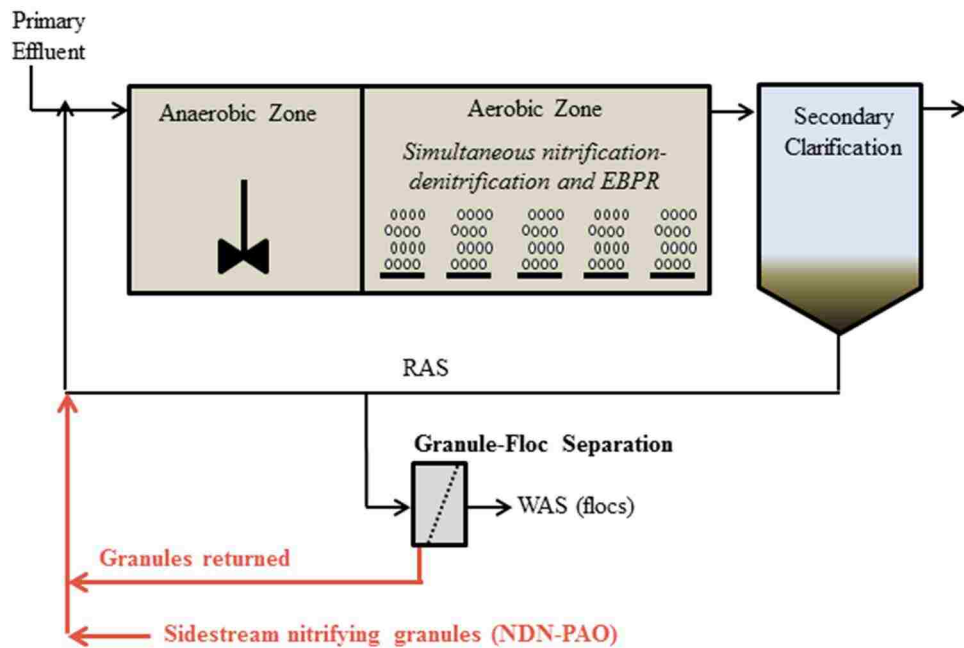 Primary
Effluent
Anaerobic Zone
Aerobic Zone
Simultaneous nitrification-
denitrification and EBPR
Secondary
Clarification
RAS
Granule-Floc Separation
WAS (flocs)
Granules returned
Sidestream nitrifying granules (NDN-PAO)